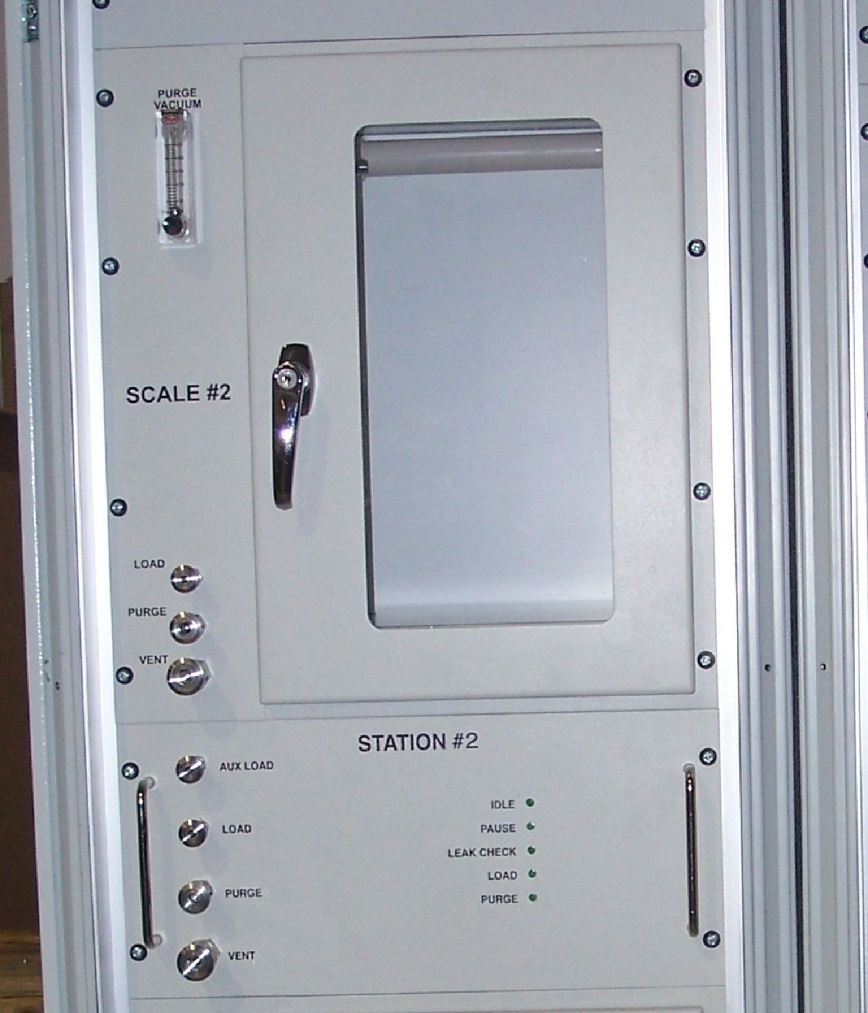 PURGE
VACUUM
SCALE #2
LOAD
PURGE
VENT
STATION #2
AUX LOAD
LOAD
PURGE
VENT
IDLE
PAUSE
LEAK CHECK
LOAD
PURGE